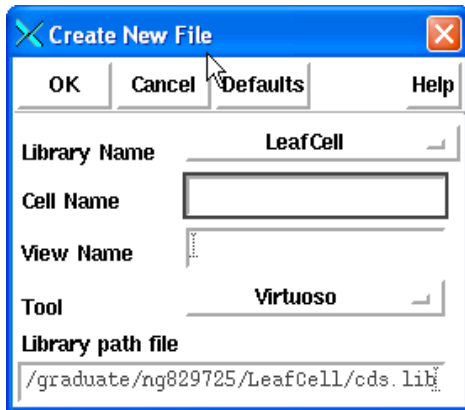 Create New File
OK Cancel Defaults Help
Library Name LeafCell
Cell Name
View Name
Tool Virtuoso
Library path file
/graduate/ng829725/LeafCell/cds.lib